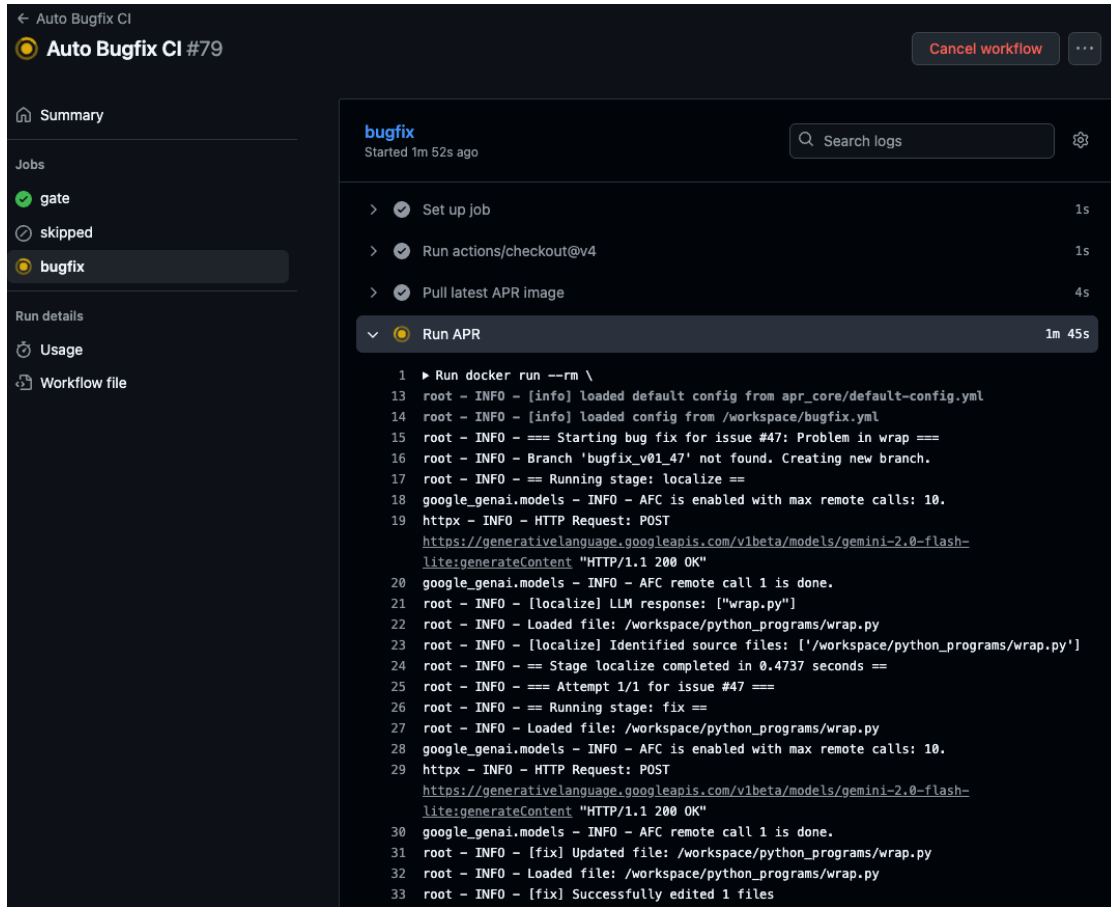 ← Auto Bugfix CI
Auto Bugfix CI #79
Cancel workflow
...
Summary
Jobs
gate
skipped
bugfix
Run details
Usage
Workflow file
bugfix
Started 1m 52s ago
Search logs
Set up job 1s
Run actions/checkout@v4 1s
Pull latest APR image 4s
Run APR 1m 45s
1 ▶ Run docker run --rm \
13 root - INFO - [info] loaded default config from apr_core/default-config.yml
14 root - INFO - [info] loaded config from /workspace/bugfix.yml
15 root - INFO - === Starting bug fix for issue #47: Problem in wrap ===
16 root - INFO - Branch 'bugfix_v01_47' not found. Creating new branch.
17 root - INFO - == Running stage: localize ==
18 google_genai.models - INFO - AFC is enabled with max remote calls: 10.
19 httpx - INFO - HTTP Request: POST
https://generativelanguage.googleapis.com/v1beta/models/gemini-2.0-flash-
lite:generateContent "HTTP/1.1 200 OK"
20 google_genai.models - INFO - AFC remote call 1 is done.
21 root - INFO - [localize] LLM response: ["wrap.py"]
22 root - INFO - Loaded file: /workspace/python_programs/wrap.py
23 root - INFO - [localize] Identified source files: ['/workspace/python_programs/wrap.py']
24 root - INFO - == Stage localize completed in 0.4737 seconds ==
25 root - INFO - === Attempt 1/1 for issue #47 ===
26 root - INFO - == Running stage: fix ==
27 root - INFO - Loaded file: /workspace/python_programs/wrap.py
28 google_genai.models - INFO - AFC is enabled with max remote calls: 10.
29 httpx - INFO - HTTP Request: POST
https://generativelanguage.googleapis.com/v1beta/models/gemini-2.0-flash-
lite:generateContent "HTTP/1.1 200 OK"
30 google_genai.models - INFO - AFC remote call 1 is done.
31 root - INFO - [fix] Updated file: /workspace/python_programs/wrap.py
32 root - INFO - Loaded file: /workspace/python_programs/wrap.py
33 root - INFO - [fix] Successfully edited 1 files